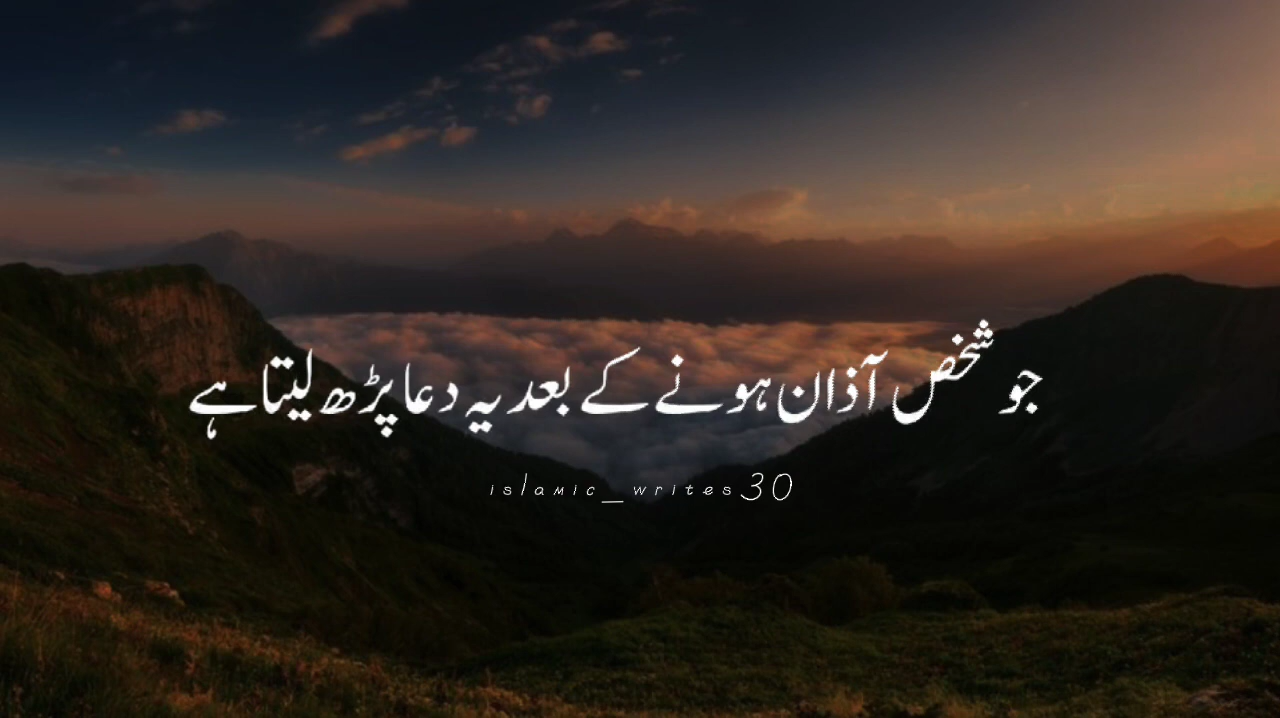 جو شخص آذان ہونے کے بعد یہ دعا پڑھ لیتا ہے
islamic_writes30